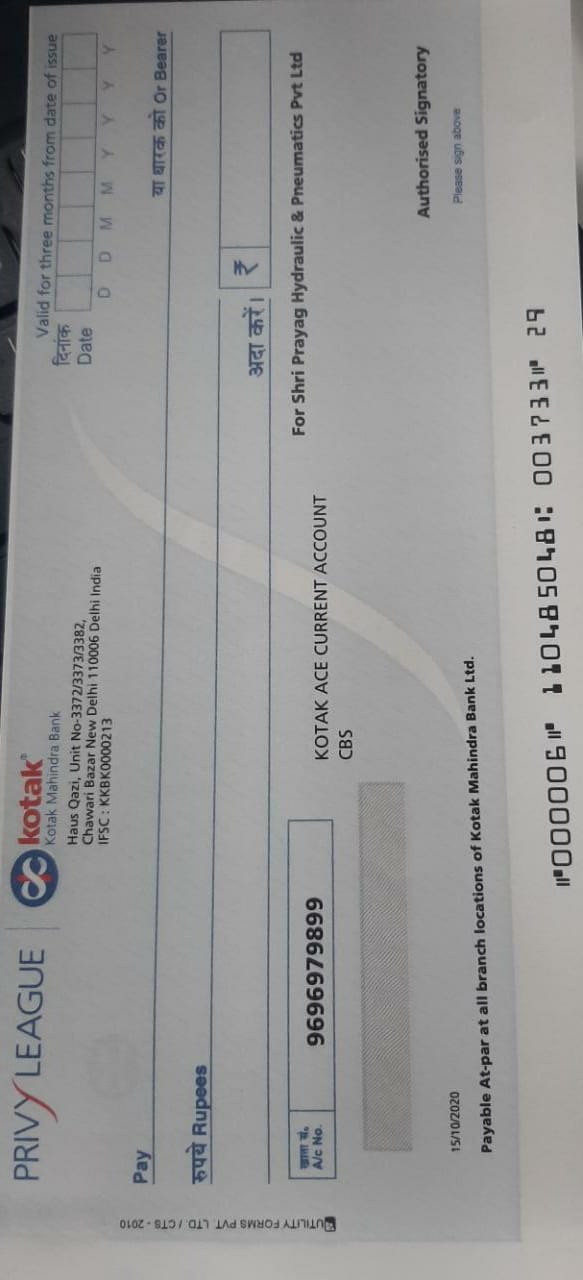 PRIVY LEAGUE
kotak®
Kotak Mahindra Bank
Haus Qazi, Unit No-3372/3373/3382,
Chawari Bazar New Delhi 110006 Delhi India
IFSC : KKBK0000213
Valid for three months from date of issue
दिनांक
Date
D D M M Y Y Y Y
Pay
या धारक को Or Bearer
रुपये Rupees
अदा करें।
₹
खाता सं.
A/c No.
9696979899
KOTAK ACE CURRENT ACCOUNT
CBS
For Shri Prayag Hydraulic & Pneumatics Pvt Ltd
Authorised Signatory
Please sign above
15/10/2020
Payable At-par at all branch locations of Kotak Mahindra Bank Ltd.
UTILITY FORMS PVT. LTD. / CTS - 2010
⑈000006⑈ 110485048⑆ 003733⑈ 29